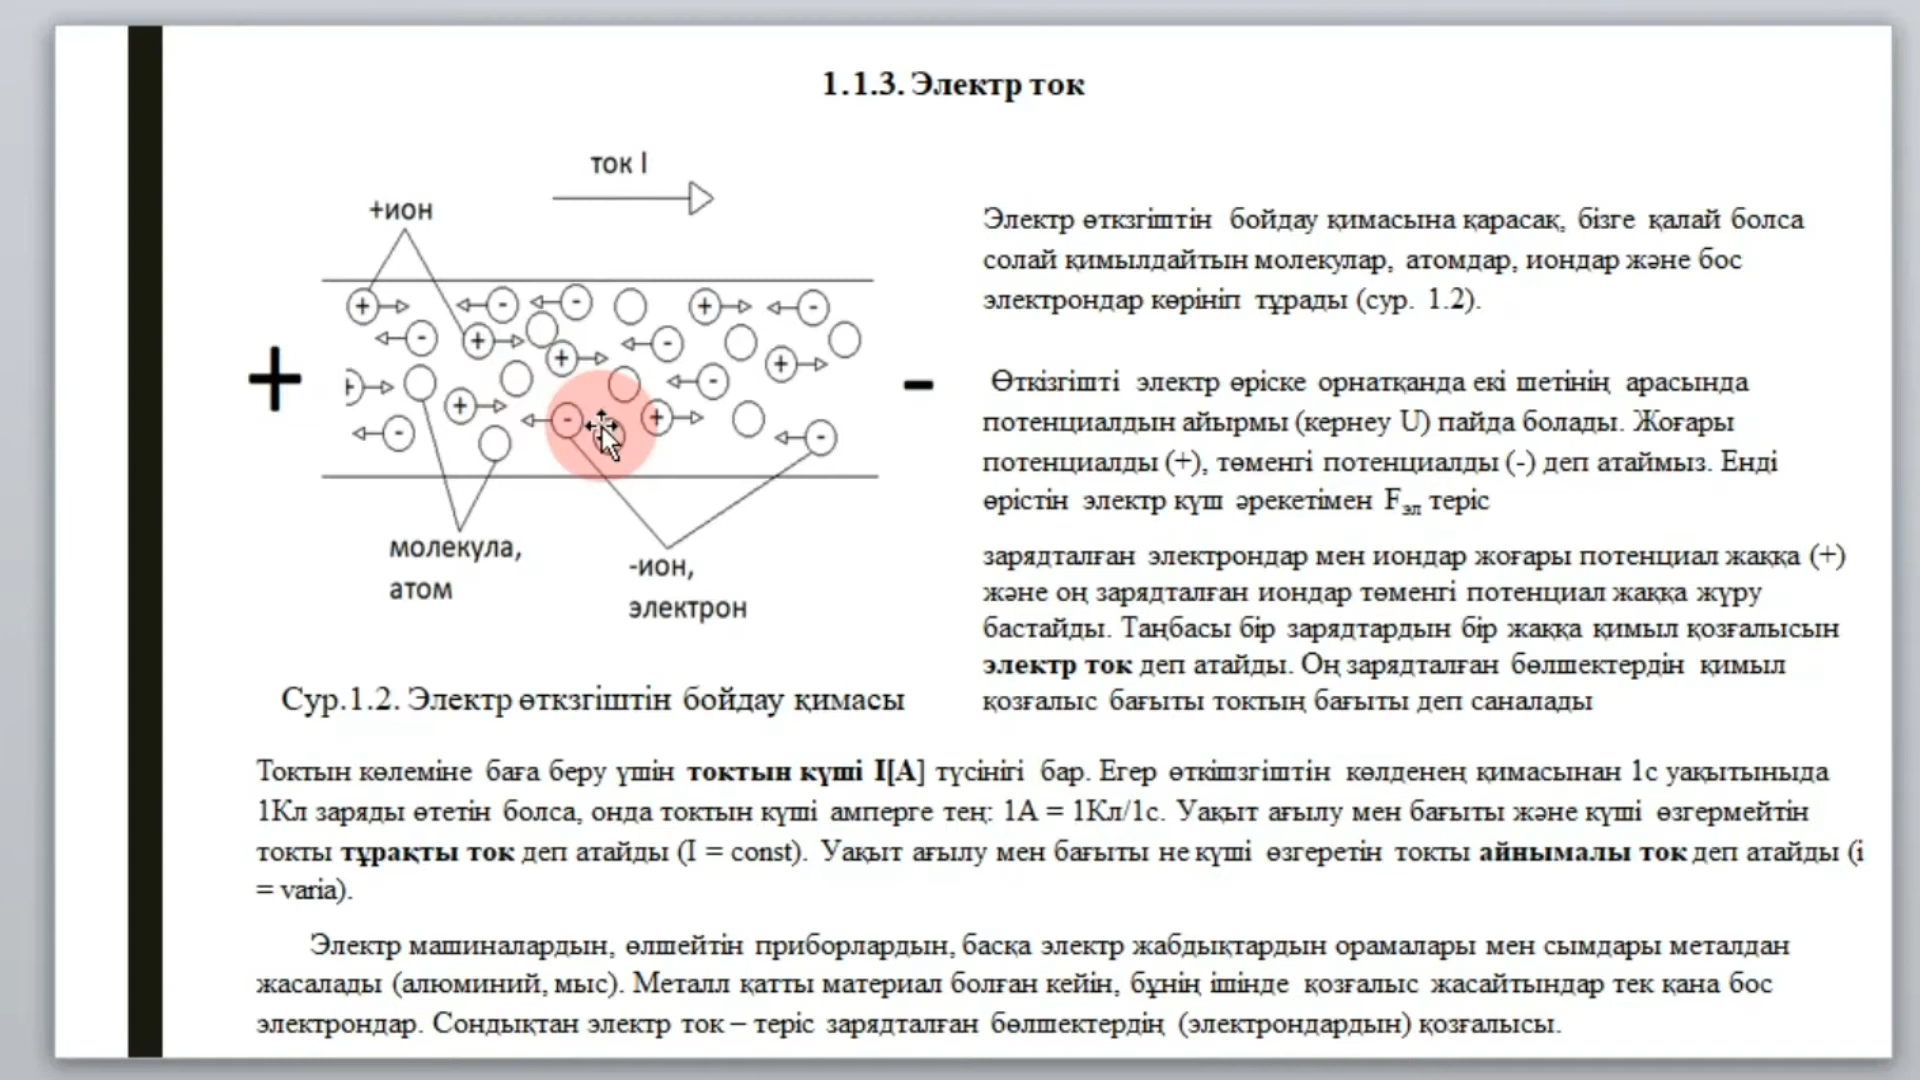 1.1.3. Электр ток
ток I
+ион
+
-
молекула,
атом
-ион,
электрон
Сур.1.2. Электр өткзгіштін бойдау қимасы
Электр өткзгіштін бойдау қимасына қарасақ, бізге қалай болса
солай қимылдайтын молекулар, атомдар, иондар және бос
электрондар көрініп тұрады (сур. 1.2).
Өткізгішті электр өріске орнатқанда екі шетінің арасында
потенциалдын айырмы (кернеу U) пайда болады. Жоғары
потенциалды (+), төменгі потенциалды (-) деп атаймыз. Енді
өрістін электр күш әрекетімен Fэл теріс
зарядталған электрондар мен иондар жоғары потенциал жаққа (+)
және оң зарядталған иондар төменгі потенциал жаққа жүру
бастайды. Таңбасы бір зарядтардын бір жаққа қимыл қозғалысын
электр ток деп атайды. Оң зарядталған бөлшектердін қимыл
қозғалыс бағыты токтың бағыты деп саналады
Токтын көлеміне баға беру үшін токтын күші I[A] түсінігі бар. Егер өткішзгіштін көлденең қимасынан 1с уақытыныда
1Кл заряды өтетін болса, онда токтын күші амперге тең: 1А = 1Кл/1с. Уақыт ағылу мен бағыты және күші өзгермейтін
токты тұрақты ток деп атайды (I = const). Уақыт ағылу мен бағыты не күші өзгеретін токты айнымалы ток деп атайды (i
= varia).
Электр машиналардын, өлшейтін приборлардын, басқа электр жабдықтардын орамалары мен сымдары металдан
жасалады (алюминий, мыс). Металл қатты материал болған кейін, бұнің ішінде қозғалыс жасайтындар тек қана бос
электрондар. Сондықтан электр ток – теріс зарядталған бөлшектердің (электрондардын) қозғалысы.